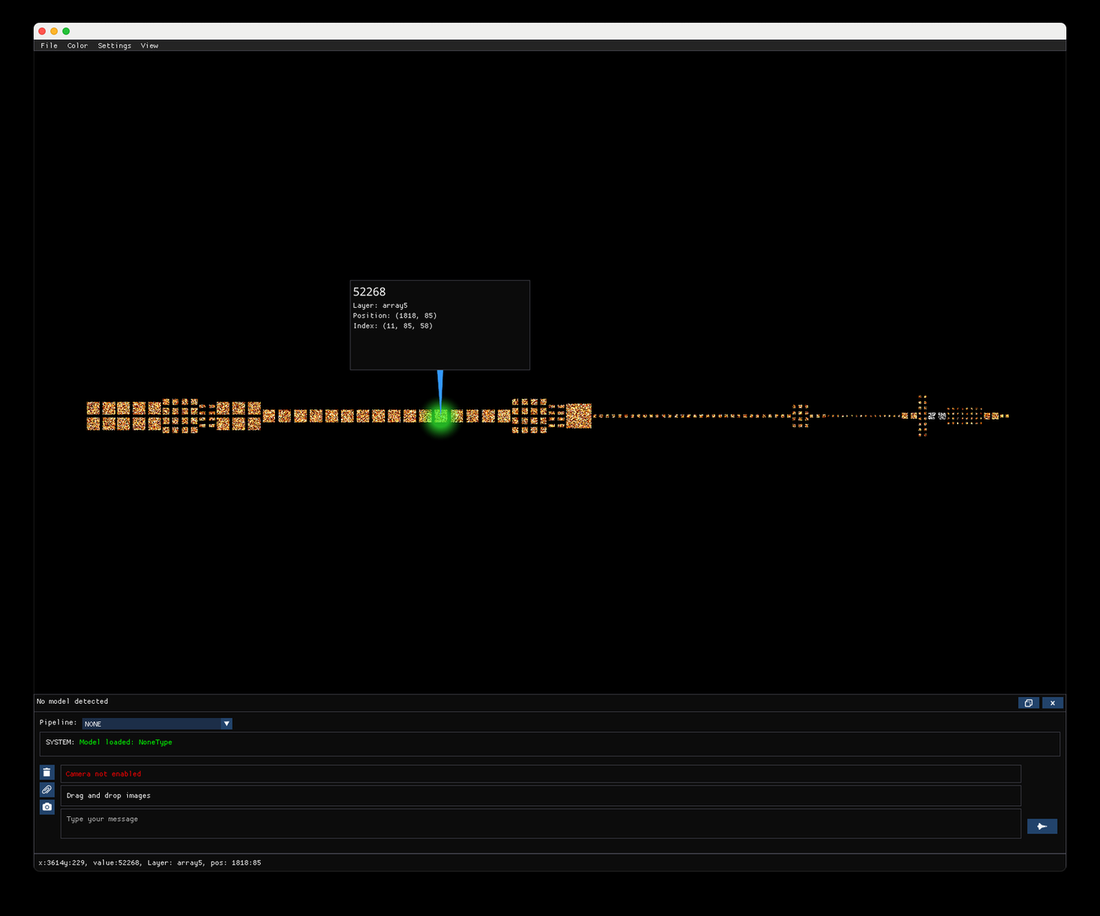 File Color Settings View
52268
Layer: array5
Position: (1818, 85)
Index: (11, 85, 58)
No model detected
Pipeline: NONE
SYSTEM: Model loaded: NoneType
Camera not enabled
Drag and drop images
Type your message
x:3614y:229, value:52268, Layer: array5, pos: 1818:85